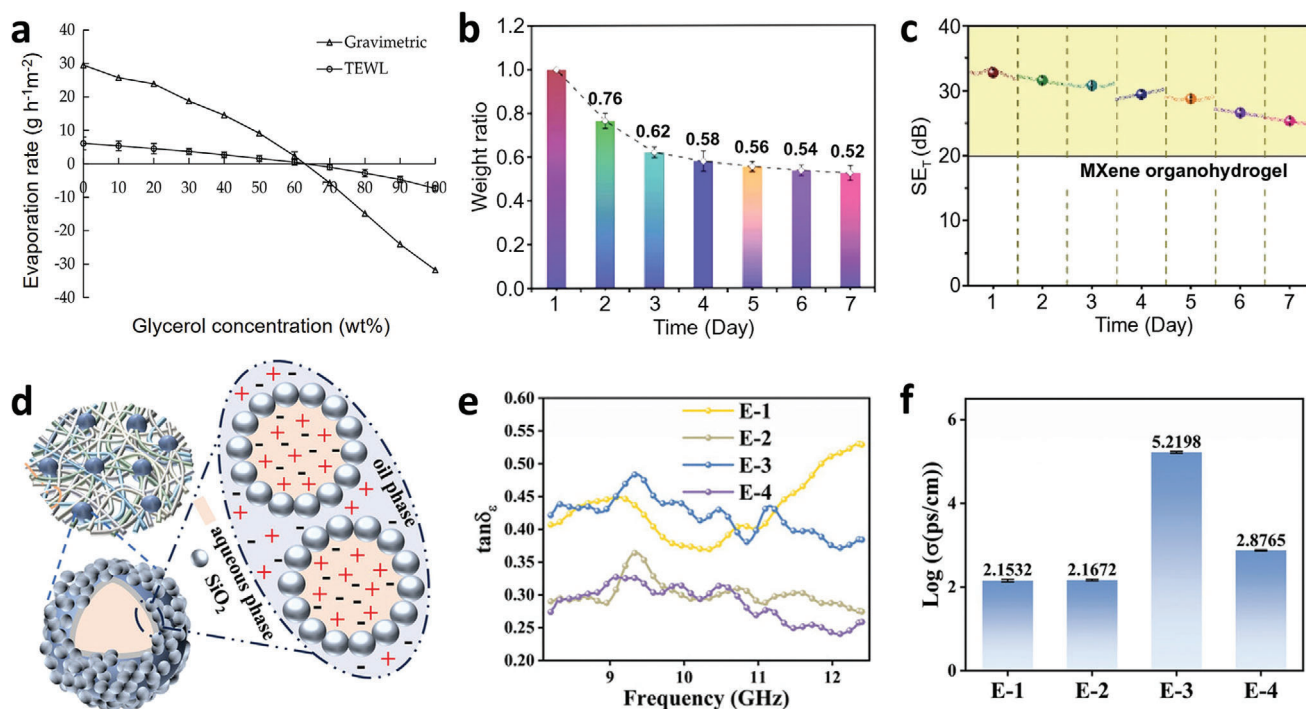 a
Gravimetric
TEWL
Evaporation rate (g h-1m-2)
40
30
20
10
0
-10
-20
-30
-40
0 10 20 30 40 50 60 70 80 90 100
Glycerol concentration (wt%)
b
Weight ratio
1.2
1.0
0.8
0.6
0.4
0.2
0.0
0.76
0.62
0.58
0.56
0.54
0.52
1 2 3 4 5 6 7
Time (Day)
c
SET (dB)
40
30
20
10
0
MXene organohydrogel
1 2 3 4 5 6 7
Time (Day)
d
oil phase
aqueous phase
SiO2
e
tanδε
0.60
0.55
0.50
0.45
0.40
0.35
0.30
0.25
0.20
E-1
E-2
E-3
E-4
9 10 11 12
Frequency (GHz)
f
Log (σ(ps/cm))
6
4
2
0
2.1532
2.1672
5.2198
2.8765
E-1 E-2 E-3 E-4